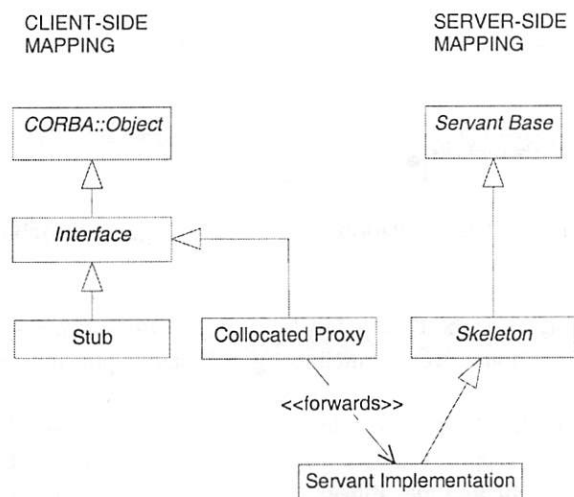 CLIENT-SIDE
MAPPING
SERVER-SIDE
MAPPING
CORBA::Object
Servant Base
Interface
Stub
Collocated Proxy
Skeleton
<<forwards>>
Servant Implementation